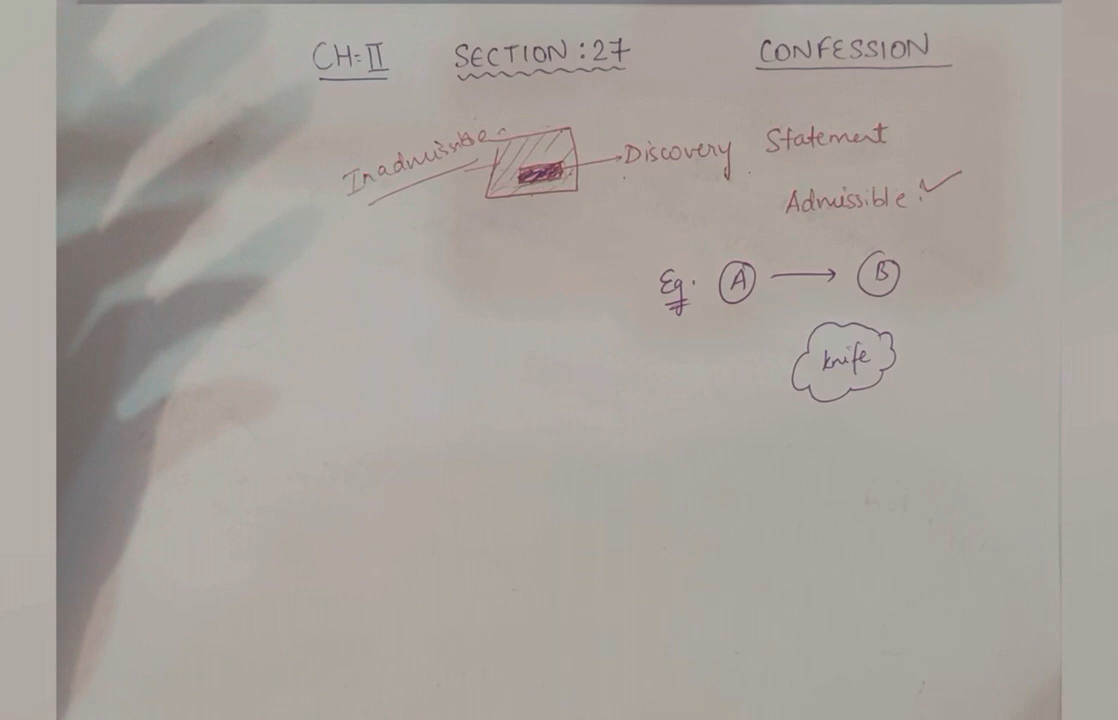 CH=II SECTION:27 CONFESSION
Inadmissible. Discovery Statement
Admissible. ✓
Eg. A → B
knife